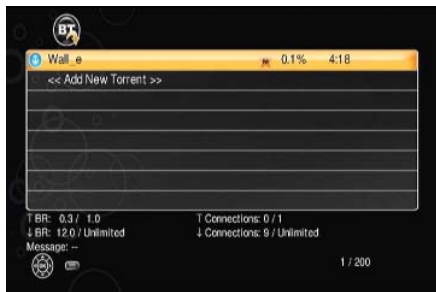 BT
Wall_e 0.1% 4:18
<< Add New Torrent >>
↑ BR: 0.3 / 1.0 ↑ Connections: 0 / 1
↓ BR: 12.0 / Unlimited ↓ Connections: 9 / Unlimited
Message: --
1 / 200